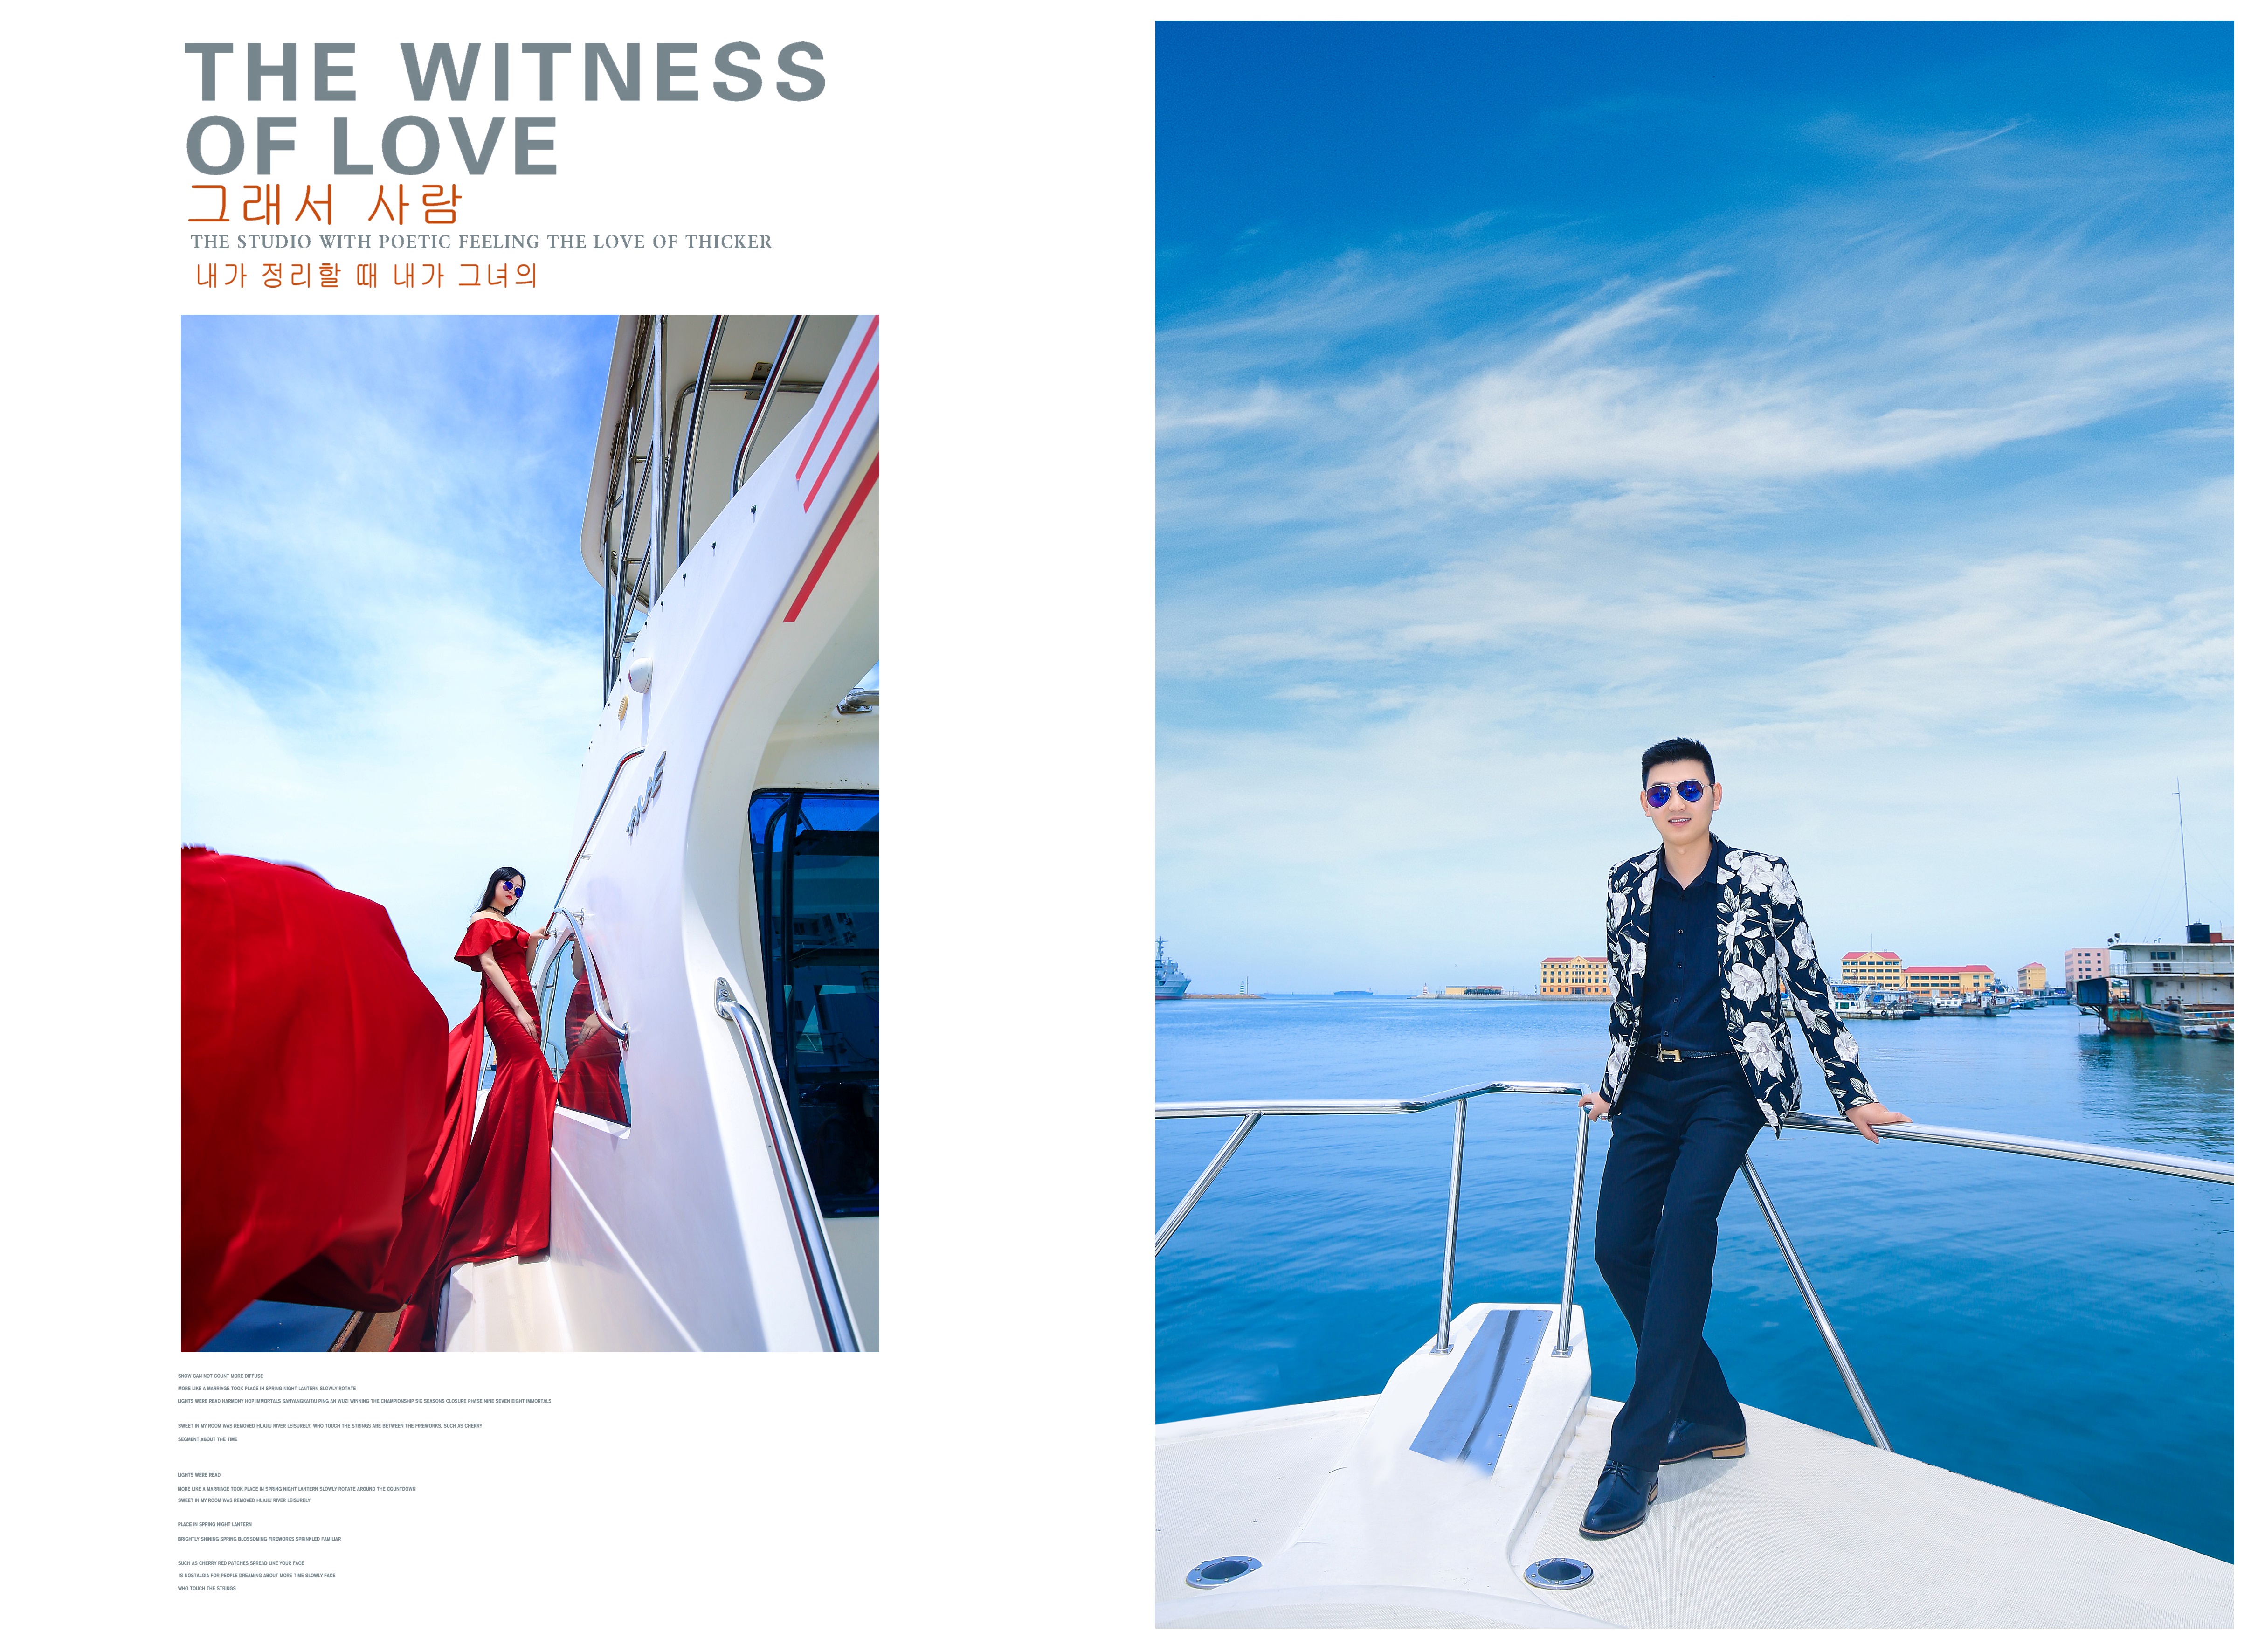 THE WITNESS
OF LOVE
그래서 사람
THE STUDIO WITH POETIC FEELING THE LOVE OF THICKER
내가 정리할 때 내가 그녀의
SNOW CAN NOT COUNT MORE DIFFUSE
MORE LIKE A MARRIAGE TOOK PLACE IN SPRING NIGHT LANTERN SLOWLY ROTATE
LIGHTS WERE READ HARMONY HOP IMMORTALS SANYANGKAITAI PING AN WUZI WINNING THE CHAMPIONSHIP SIX SEASONS CLOSURE PHASE NINE SEVEN EIGHT IMMORTALS
SWEET IN MY ROOM WAS REMOVED HUAJIU RIVER LEISURELY, WHO TOUCH THE STRINGS ARE BETWEEN THE FIREWORKS, SUCH AS CHERRY
SEGMENT ABOUT THE TIME
LIGHTS WERE READ
MORE LIKE A MARRIAGE TOOK PLACE IN SPRING NIGHT LANTERN SLOWLY ROTATE AROUND THE COUNTDOWN
SWEET IN MY ROOM WAS REMOVED HUAJIU RIVER LEISURELY
PLACE IN SPRING NIGHT LANTERN
BRIGHTLY SHINING SPRING BLOSSOMING FIREWORKS SPRINKLED FAMILIAR
SUCH AS CHERRY RED PATCHES SPREAD LIKE YOUR FACE
IS NOSTALGIA FOR PEOPLE DREAMING ABOUT MORE TIME SLOWLY FACE
WHO TOUCH THE STRINGS